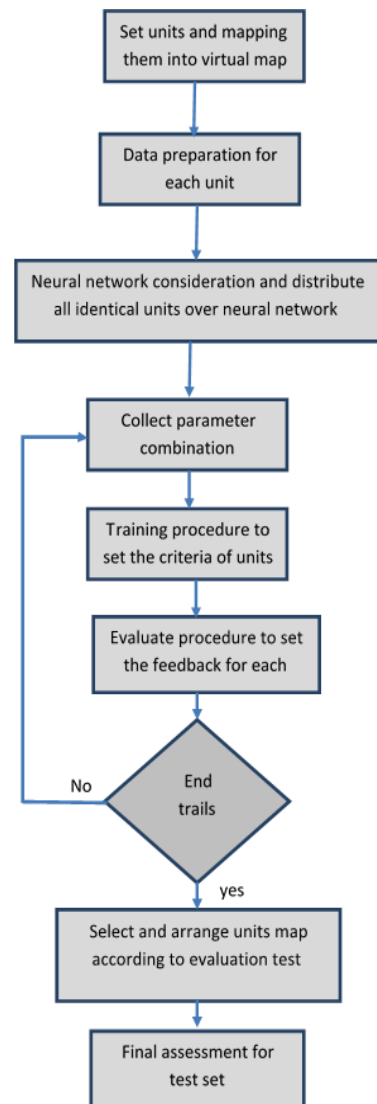 Set units and mapping
them into virtual map
Data preparation for
each unit
Neural network consideration and distribute
all identical units over neural network
Collect parameter
combination
Training procedure to
set the criteria of units
Evaluate procedure to set
the feedback for each
No
End
trails
yes
Select and arrange units map
according to evaluation test
Final assessment for
test set